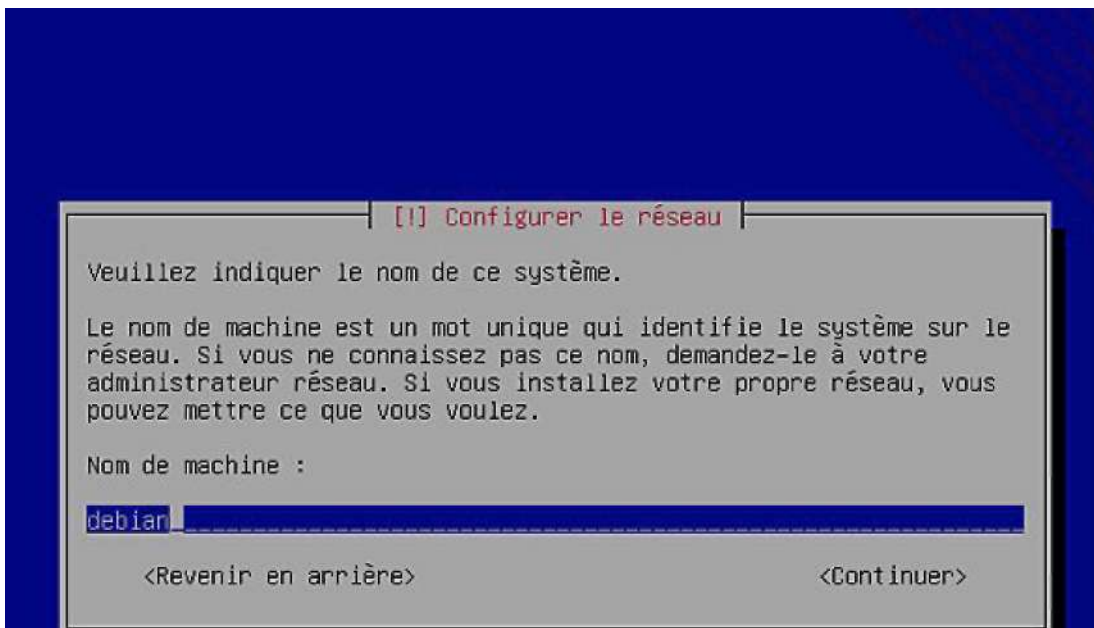 [!] Configurer le réseau
Veuillez indiquer le nom de ce système.
Le nom de machine est un mot unique qui identifie le système sur le
réseau. Si vous ne connaissez pas ce nom, demandez-le à votre
administrateur réseau. Si vous installez votre propre réseau, vous
pouvez mettre ce que vous voulez.
Nom de machine :
debian
<Revenir en arrière> <Continuer>